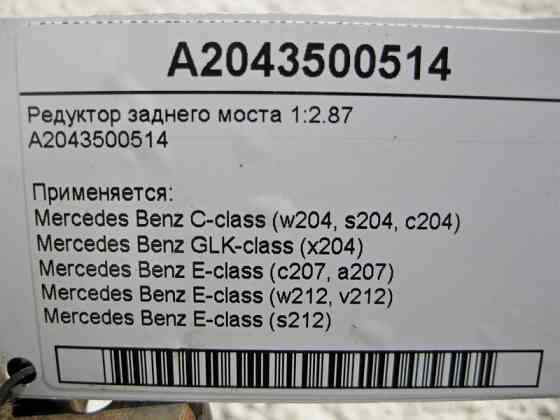 A2043500514
Редуктор заднего моста 1:2.87
A2043500514
Применяется:
Mercedes Benz C-class (w204, s204, c204)
Mercedes Benz GLK-class (x204)
Mercedes Benz E-class (c207, a207)
Mercedes Benz E-class (w212, v212)
Mercedes Benz E-class (s212)